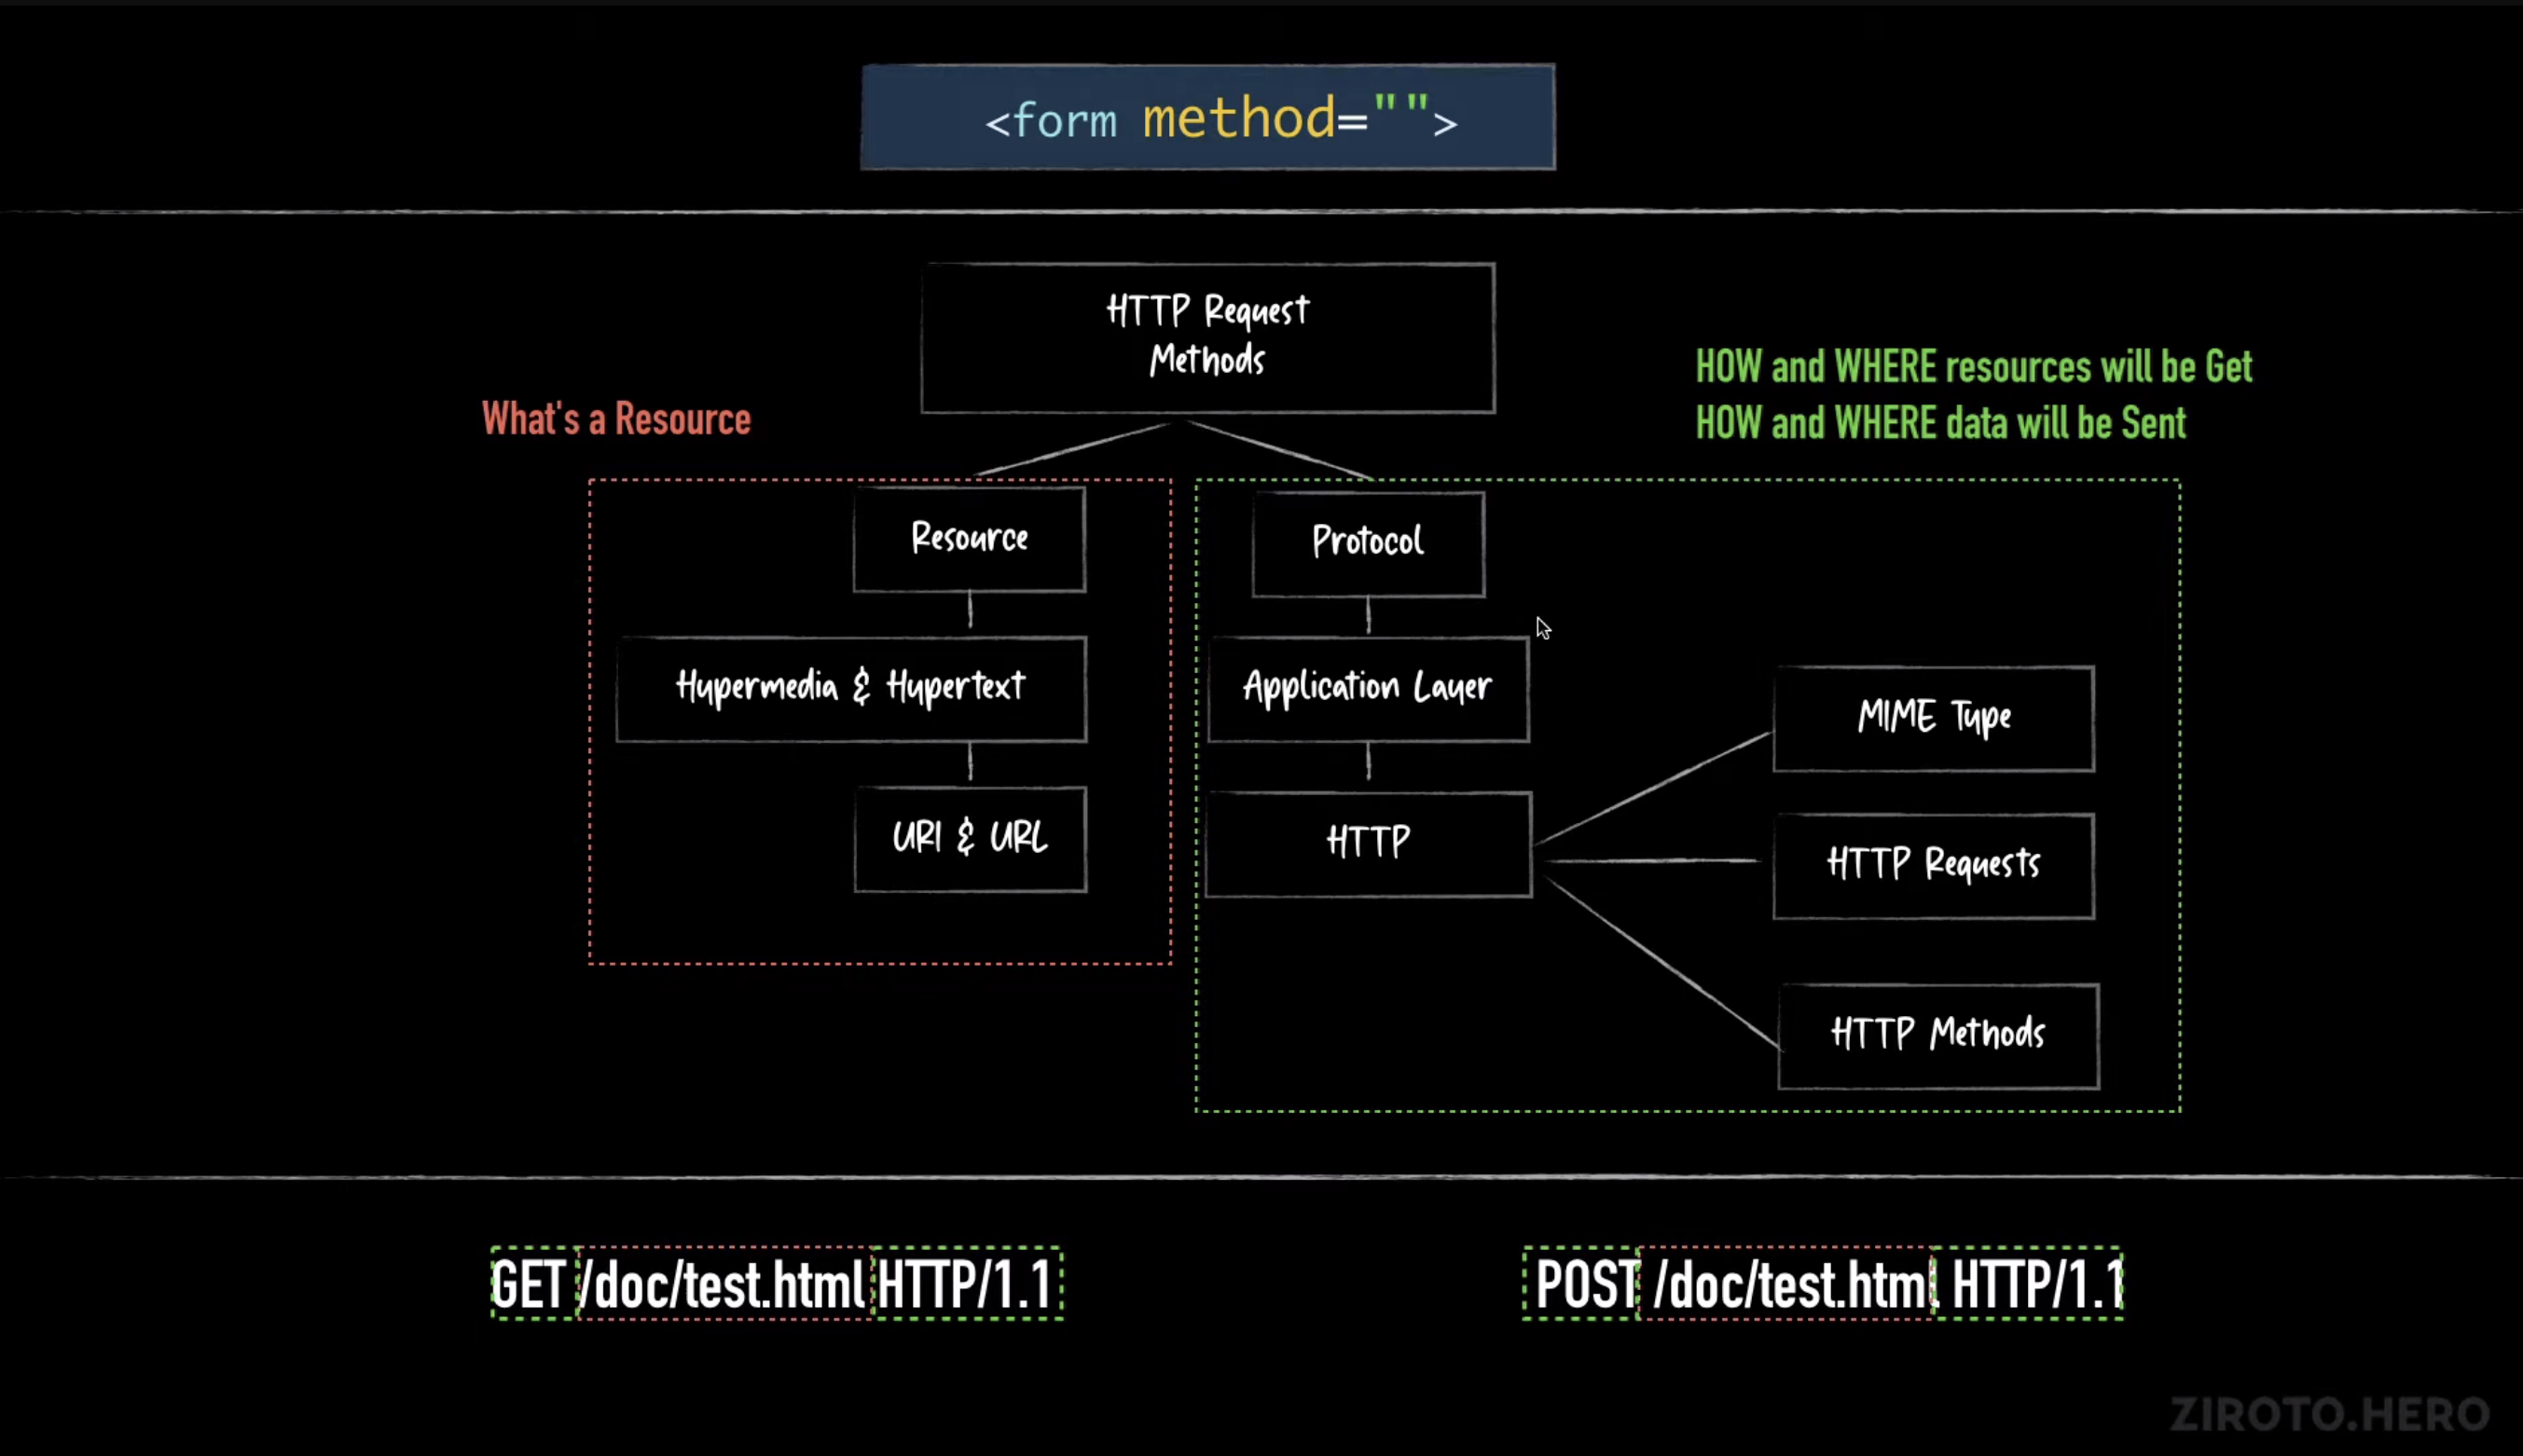 <form method="">
HTTP Request
Methods
What's a Resource
HOW and WHERE resources will be Get
HOW and WHERE data will be Sent
Resource
Hypermedia & Hypertext
URI & URL
Protocol
Application Layer
HTTP
MIME Type
HTTP Requests
HTTP Methods
GET /doc/test.html HTTP/1.1
POST /doc/test.html HTTP/1.1
ZIROTO.HERO